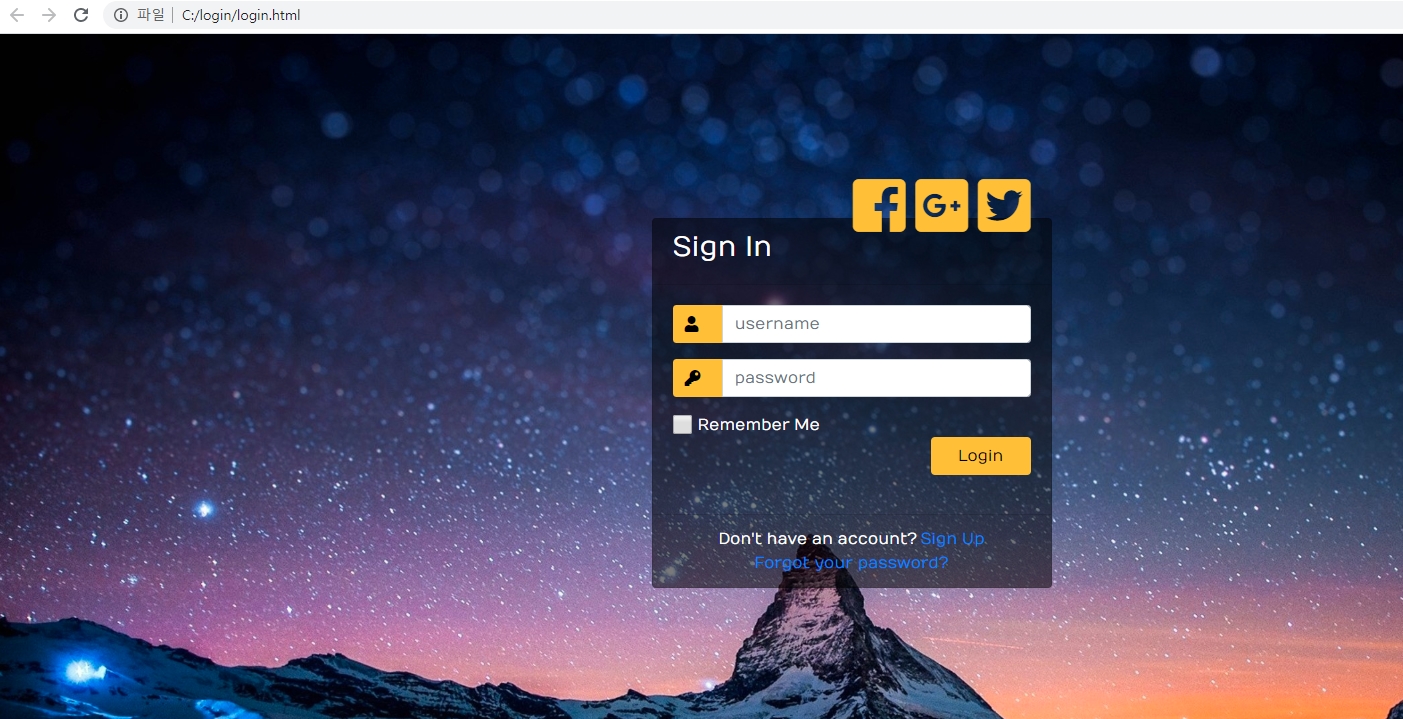 파일 C:/login/login.html
Sign In
username
password
Remember Me
Login
Don't have an account? Sign Up.
Forgot your password?